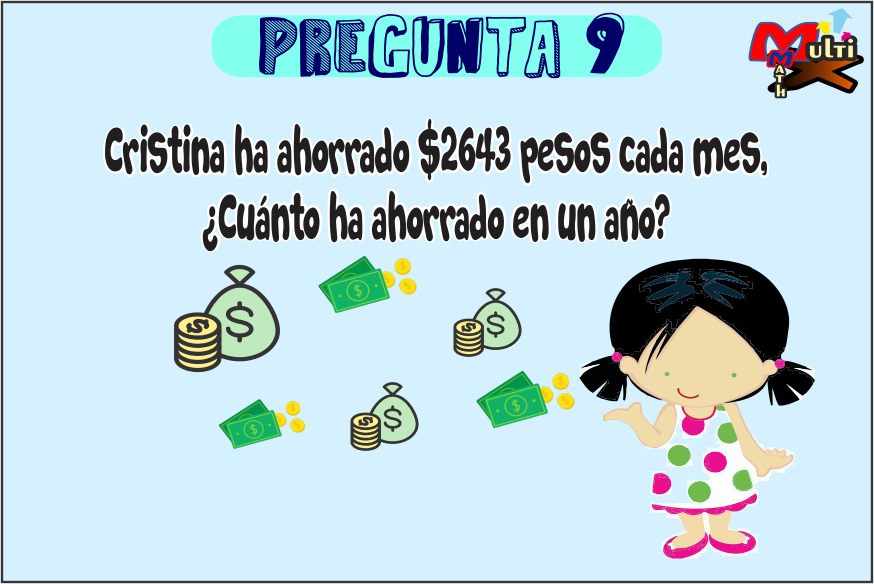 PREGUNTA 9
Multi
MATH
X
Cristina ha ahorrado $2643 pesos cada mes,
¿Cuánto ha ahorrado en un año?